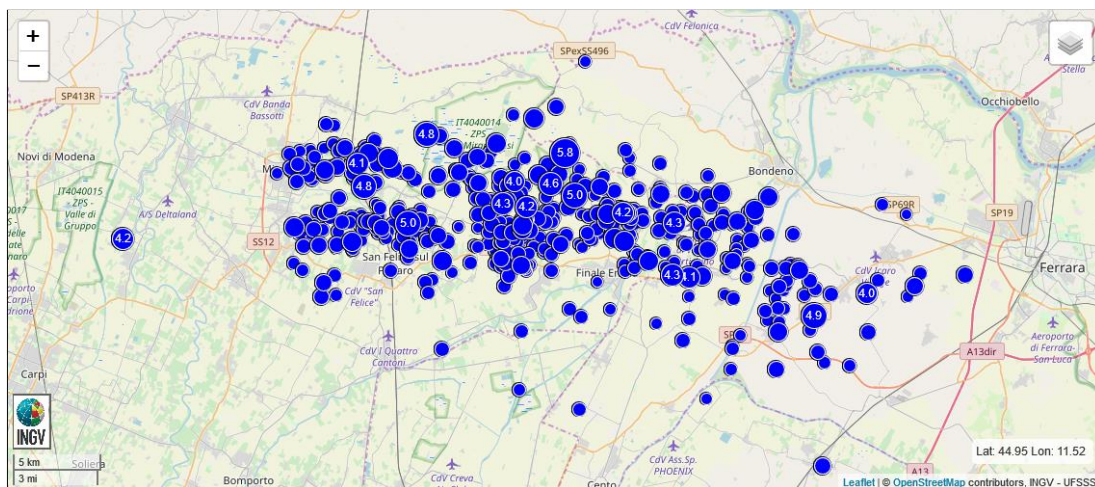 +
−
CdV Felonica
SPexSS496
SP413R
CdV Banda
Bassotti
Stella
Occhiobello
IT4040014
- ZPS -
4.8
Novi di Modena
4.1
5.8
Bondeno
IT4040015
ZPS -
Valle di
Gruppo
A/S Deltaland
4.8
4.0
4.6
5.0
4.3
4.2
4.2
4.3
5.0
SP69R
SP19
4.2
SS12
San Felice sul
Finale
CdV Icaro
Ferrara
4.3
4.1
4.0
CdV "San
Felice"
4.9
CdV I Quattro
Cantoni
A13dir
Aeroporto
di Ferrara-
San Luca
Carpi
INGV
Soliera
5 km
3 mi
Bomporto
CdV Creva
CdV Ass.Sp.
PHOENIX
Cento
A13
Lat: 44.95 Lon: 11.52
Leaflet | © OpenStreetMap contributors, INGV - UFSSS